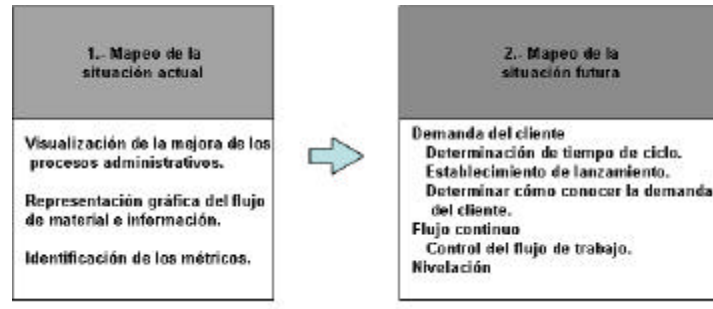 1.- Mapeo de la
situación actual
Visualización de la mejora de los
procesos administrativos.
Representación gráfica del flujo
de material e información.
Identificación de los métricos.
2.- Mapeo de la
situación futura
Demanda del cliente
Determinación de tiempo de ciclo.
Establecimiento de lanzamiento.
Determinar cómo conocer la demanda
del cliente.
Flujo continuo
Control del flujo de trabajo.
Nivelación